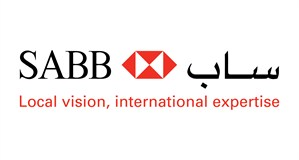 SABB ساب
Local vision, international expertise